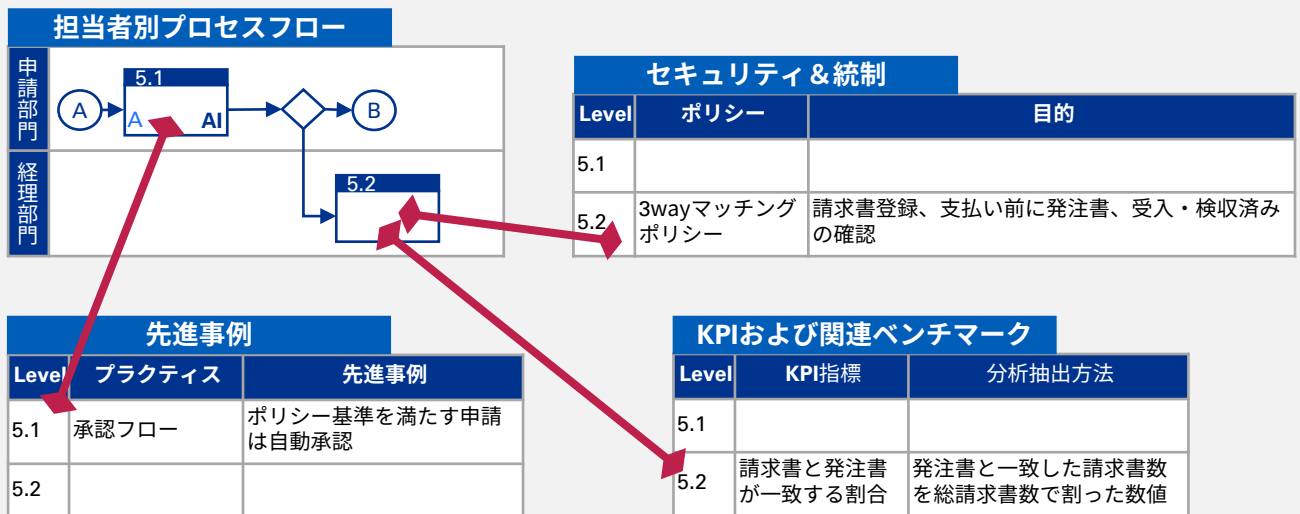 担当者別プロセスフロー
申請部門
A
5.1
A
AI
B
経理部門
5.2
セキュリティ＆統制
Level
ポリシー
目的
5.1
5.2
3wayマッチング
ポリシー
請求書登録、支払い前に発注書、受入・検収済み
の確認
先進事例
Level
プラクティス
先進事例
5.1
承認フロー
ポリシー基準を満たす申請
は自動承認
5.2
KPIおよび関連ベンチマーク
Level
KPI指標
分析抽出方法
5.1
5.2
請求書と発注書
が一致する割合
発注書と一致した請求書数
を総請求書数で割った数値